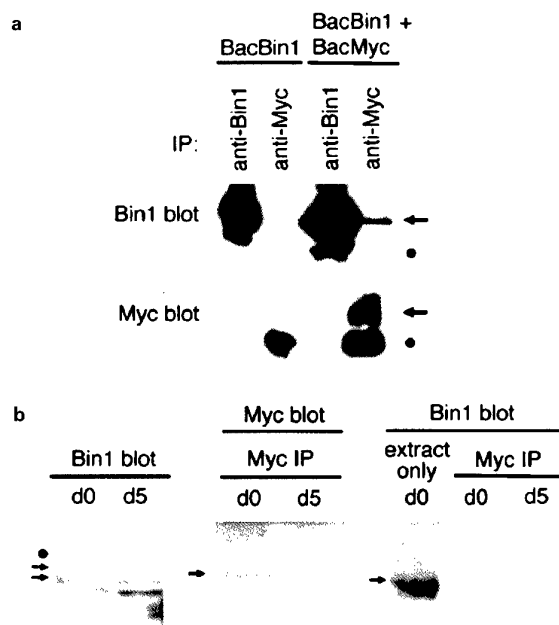 a
BacBin1 +
BacBin1 BacMyc
IP: anti-Bin1 anti-Myc anti-Bin1 anti-Myc
Bin1 blot
Myc blot
b
Myc blot Bin1 blot
Bin1 blot Myc IP extract only Myc IP
d0 d5 d0 d5 d0 d0 d5